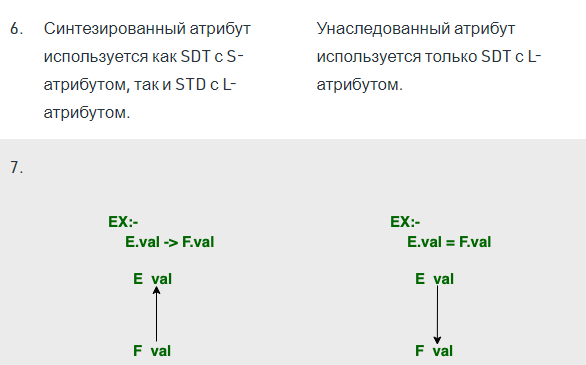 6. Синтезированный атрибут
используется как SDT с S-
атрибутом, так и STD с L-
атрибутом.
Унаследованный атрибут
используется только SDT с L-
атрибутом.
7.
EX:-
E.val -> F.val
E val
F val
EX:-
E.val = F.val
E val
F val